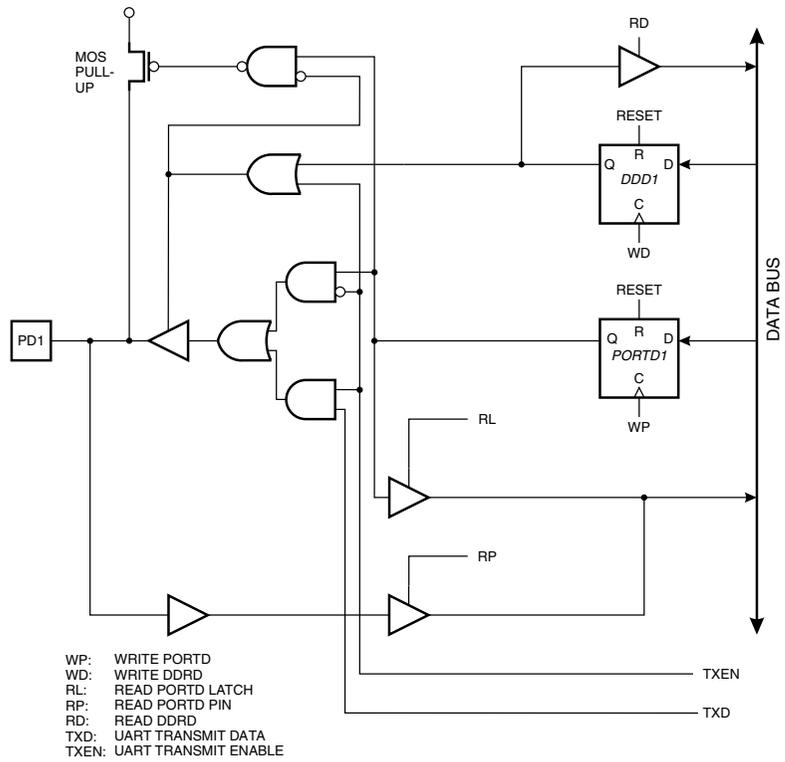 RD
MOS
PULL-
UP
RESET
R
Q
D
DDD1
C
WD
RESET
R
Q
D
PORTD1
C
WP
DATA BUS
PD1
RL
RP
WP: WRITE PORTD
WD: WRITE DDRD
RL: READ PORTD LATCH
RP: READ PORTD PIN
RD: READ DDRD
TXD: UART TRANSMIT DATA
TXEN: UART TRANSMIT ENABLE
TXEN
TXD